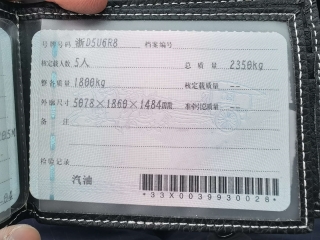 号牌号码 浙D5U6R8 档案编号
核定载人数 5人 总质量 2350kg
整备质量 1800kg 核定载质量 --
外廓尺寸 5078×1860×1484mm 准牵引总质量 --
备注
检验记录
汽油
*33X0039930026*